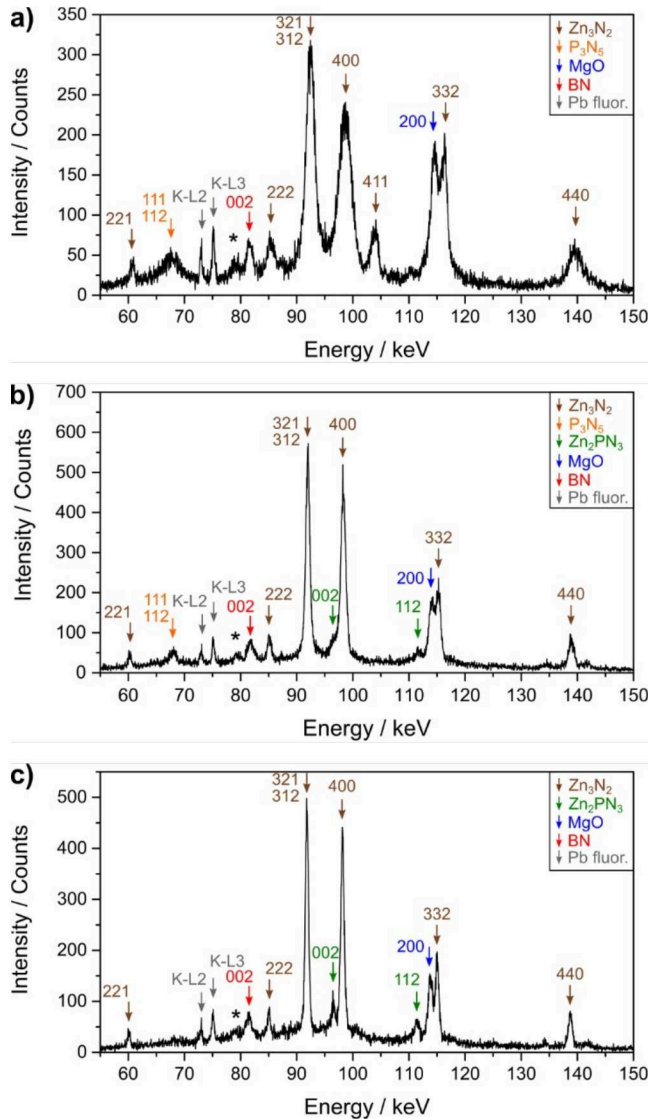 a)
350
300
250
200
150
100
50
0
Intensity / Counts
60 70 80 90 100 110 120 130 140 150
Energy / keV
221
111
112
K-L2
K-L3
002
*
222
321
312
400
411
200
332
440
Zn₃N₂
P₃N₅
MgO
BN
Pb fluor.
b)
700
600
500
400
300
200
100
0
Intensity / Counts
60 70 80 90 100 110 120 130 140 150
Energy / keV
221
111
112
K-L2
K-L3
002
*
222
321
312
002
400
112
200
332
440
Zn₃N₂
P₃N₅
Zn₂PN₃
MgO
BN
Pb fluor.
c)
500
400
300
200
100
0
Intensity / Counts
60 70 80 90 100 110 120 130 140 150
Energy / keV
221
K-L2
K-L3
002
*
222
321
312
002
400
112
200
332
440
Zn₃N₂
Zn₂PN₃
MgO
BN
Pb fluor.